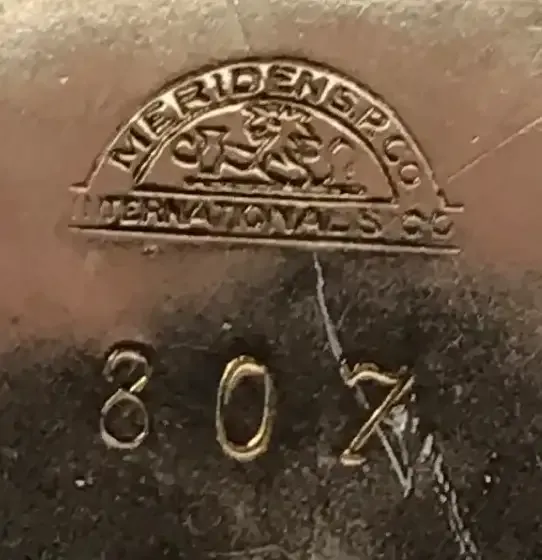 MERIDEN S.P. CO.
INTERNATIONAL S. CO.
807